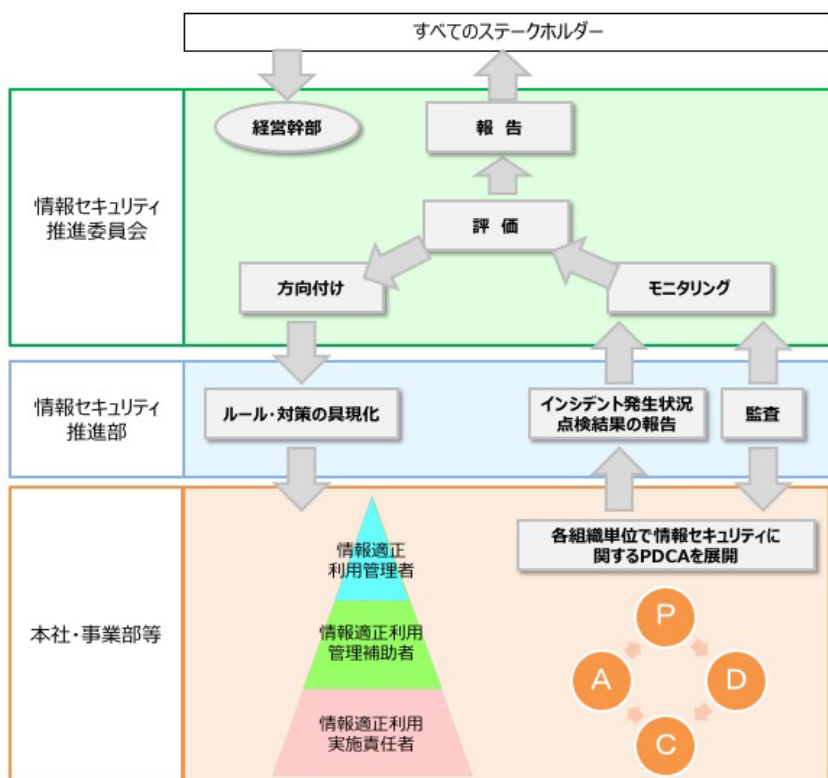 すべてのステークホルダー
経営幹部
報 告
情報セキュリティ
推進委員会
評 価
方向付け
モニタリング
情報セキュリティ
推進部
ルール・対策の具現化
インシデント発生状況
点検結果の報告
監査
本社・事業部等
情報適正
利用管理者
情報適正利用
管理補助者
情報適正利用
実施責任者
各組織単位で情報セキュリティに
関するPDCAを展開
P
A
D
C